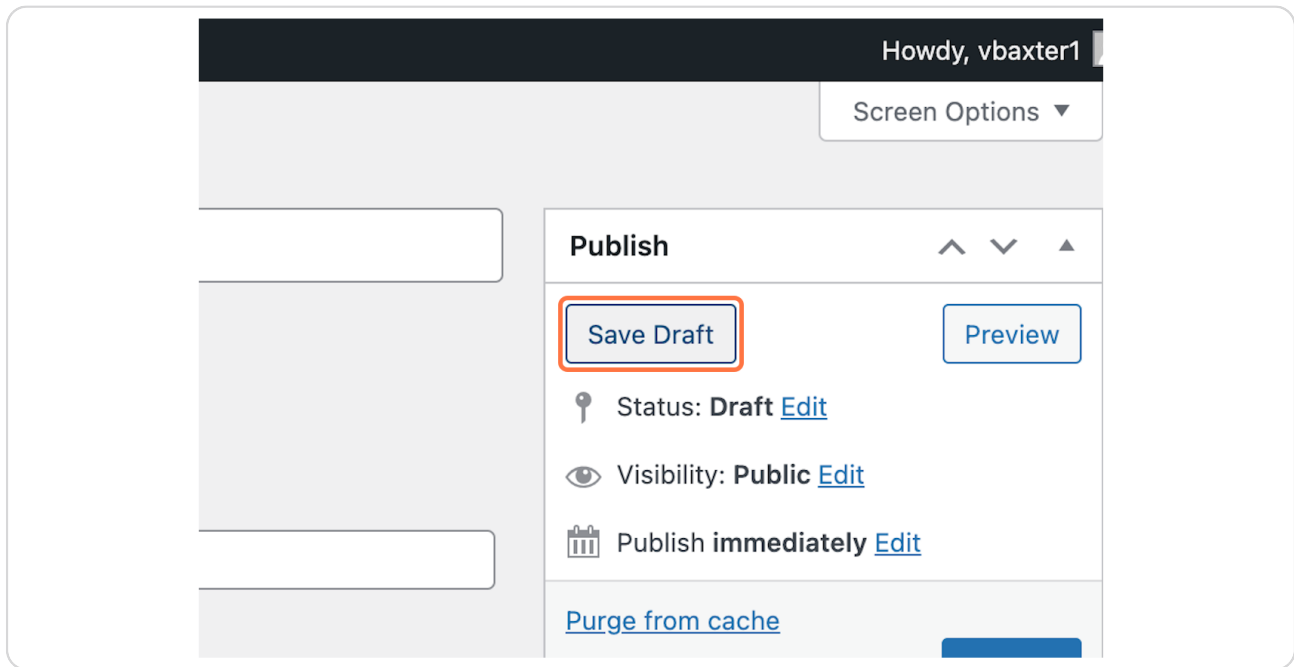 Howdy, vbaxter1
Screen Options
Publish
Save Draft
Preview
Status: Draft Edit
Visibility: Public Edit
Publish immediately Edit
Purge from cache